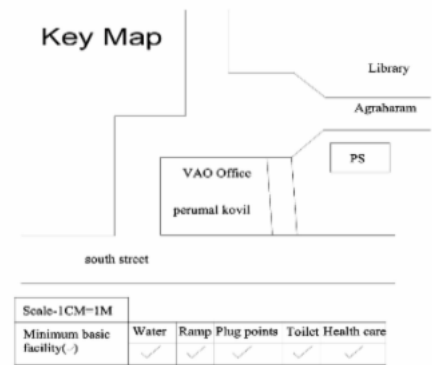 Key Map
Library
Agraharam
PS
VAO Office
perumal kovil
south street
Scale-1CM=1M
Minimum basic facility(✓) Water Ramp Plug points Toilet Health care
✓ ✓ ✓ ✓ ✓